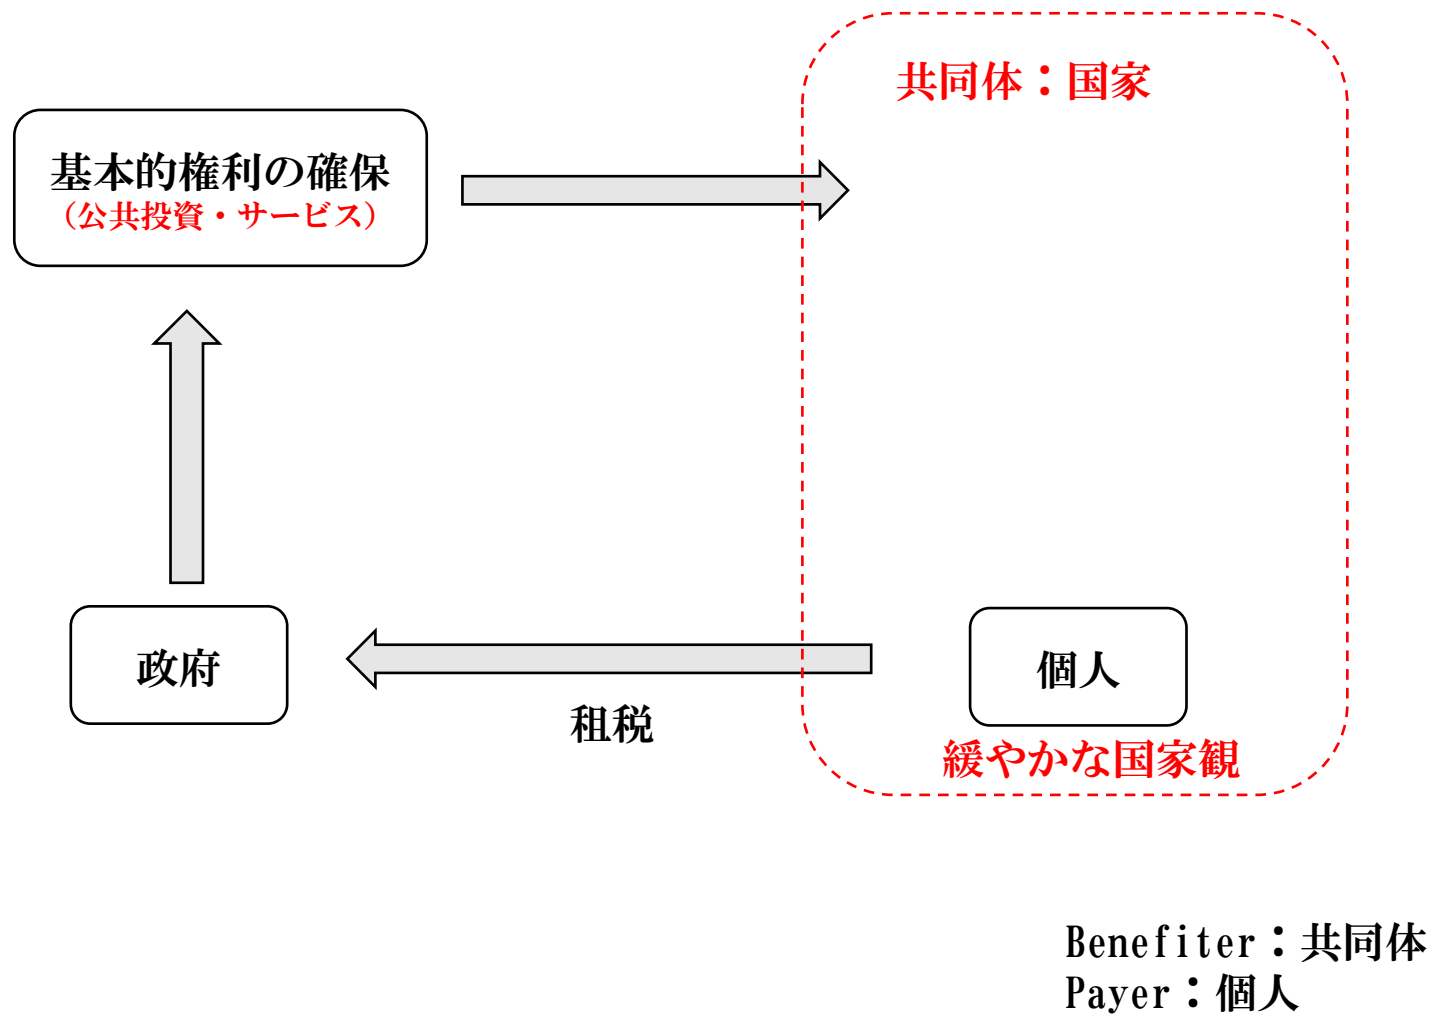 共同体：国家
基本的権利の確保
（公共投資・サービス）
政府
個人
租税
緩やかな国家観
Benefiter：共同体
Payer：個人